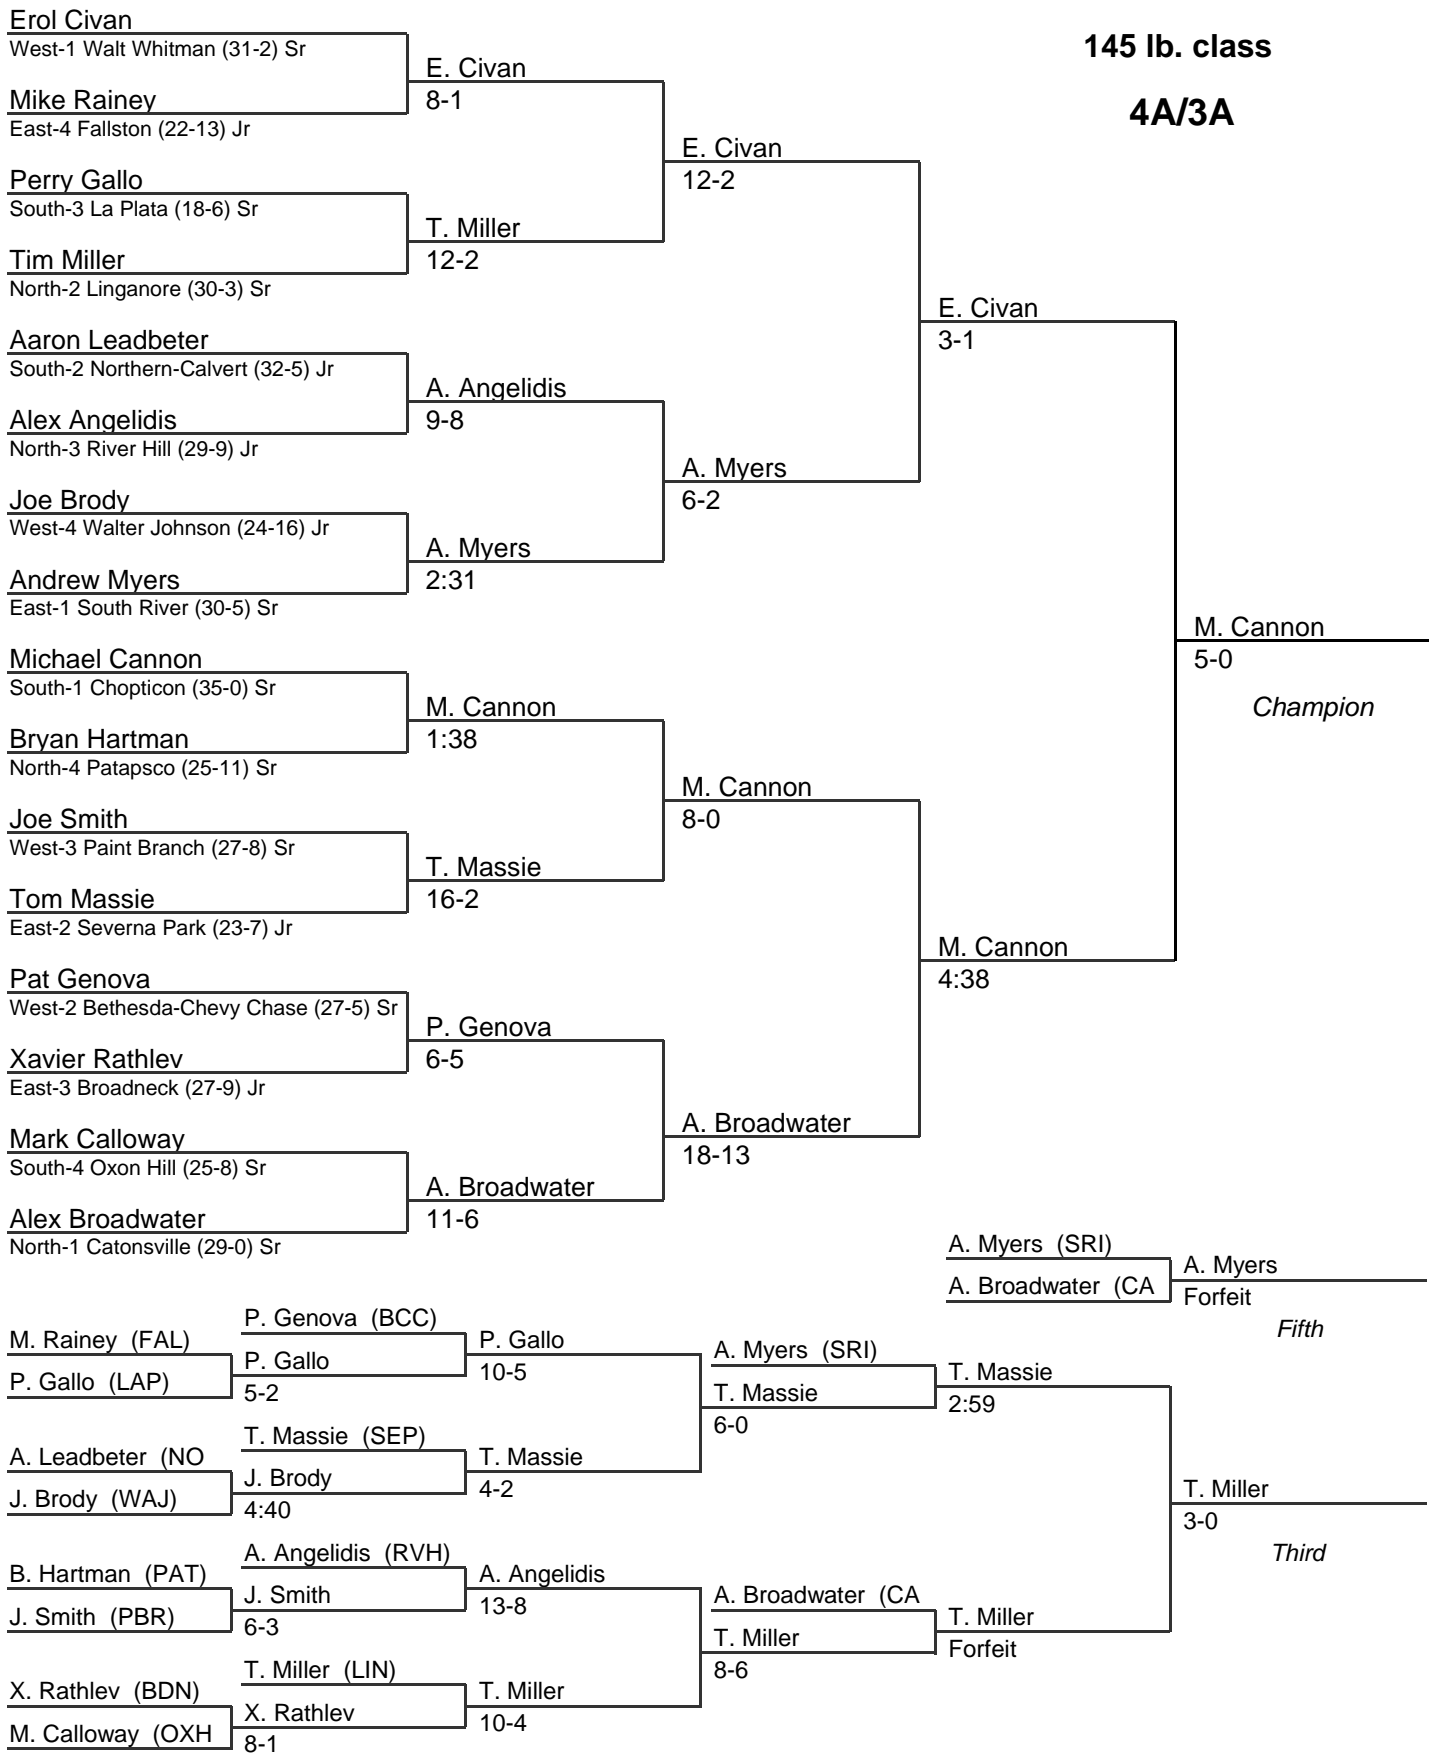 145 lb. class
4A/3A
Erol Civan
West-1 Walt Whitman (31-2) Sr
Mike Rainey
East-4 Fallston (22-13) Jr
Perry Gallo
South-3 La Plata (18-6) Sr
Tim Miller
North-2 Linganore (30-3) Sr
Aaron Leadbeter
South-2 Northern-Calvert (32-5) Jr
Alex Angelidis
North-3 River Hill (29-9) Jr
Joe Brody
West-4 Walter Johnson (24-16) Jr
Andrew Myers
East-1 South River (30-5) Sr
Michael Cannon
South-1 Chopticon (35-0) Sr
Bryan Hartman
North-4 Patapsco (25-11) Sr
Joe Smith
West-3 Paint Branch (27-8) Sr
Tom Massie
East-2 Severna Park (23-7) Jr
Pat Genova
West-2 Bethesda-Chevy Chase (27-5) Sr
Xavier Rathlev
East-3 Broadneck (27-9) Jr
Mark Calloway
South-4 Oxon Hill (25-8) Sr
Alex Broadwater
North-1 Catonsville (29-0) Sr
E. Civan
8-1
T. Miller
12-2
A. Angelidis
9-8
A. Myers
2:31
M. Cannon
1:38
T. Massie
16-2
P. Genova
6-5
A. Broadwater
11-6
E. Civan
12-2
A. Myers
6-2
M. Cannon
8-0
A. Broadwater
18-13
E. Civan
3-1
M. Cannon
4:38
M. Cannon
5-0
Champion
A. Myers (SRI)
A. Broadwater (CA
A. Myers
Forfeit
Fifth
M. Rainey (FAL)
P. Gallo (LAP)
A. Leadbeter (NO
J. Brody (WAJ)
B. Hartman (PAT)
J. Smith (PBR)
X. Rathlev (BDN)
M. Calloway (OXH
P. Genova (BCC)
P. Gallo
5-2
T. Massie (SEP)
J. Brody
4:40
A. Angelidis (RVH)
J. Smith
6-3
T. Miller (LIN)
X. Rathlev
8-1
P. Gallo
10-5
T. Massie
4-2
A. Angelidis
13-8
T. Miller
10-4
A. Myers (SRI)
T. Massie
6-0
A. Broadwater (CA
T. Miller
8-6
T. Massie
2:59
T. Miller
Forfeit
T. Miller
3-0
Third